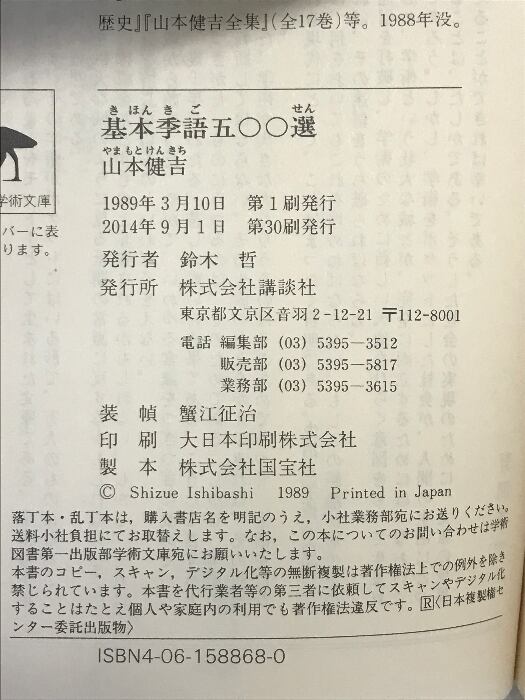 歴史』『山本健吉全集』(全17巻)等。1988年没。
学術文庫
バーに表
ります。
きほんきご せん
基本季語五〇〇選
やまもとけんきち
山本健吉
1989年3月10日 第1刷発行
2014年9月1日 第30刷発行
発行者 鈴木 哲
発行所 株式会社講談社
東京都文京区音羽2-12-21 〒112-8001
電話 編集部 (03) 5395―3512
販売部 (03) 5395―5817
業務部 (03) 5395―3615
装 幀 蟹江征治
印 刷 大日本印刷株式会社
製 本 株式会社国宝社
© Shizue Ishibashi 1989 Printed in Japan
落丁本・乱丁本は，購入書店名を明記のうえ，小社業務部宛にお送りください。
送料小社負担にてお取替えします。なお，この本についてのお問い合わせは学術
図書第一出版部学術文庫宛にお願いいたします。
本書のコピー，スキャン，デジタル化等の無断複製は著作権法上での例外を除き
禁じられています。本書を代行業者等の第三者に依頼してスキャンやデジタル化
することはたとえ個人や家庭内の利用でも著作権法違反です。R〈日本複製権セ
ンター委託出版物〉
ISBN4-06-158868-0